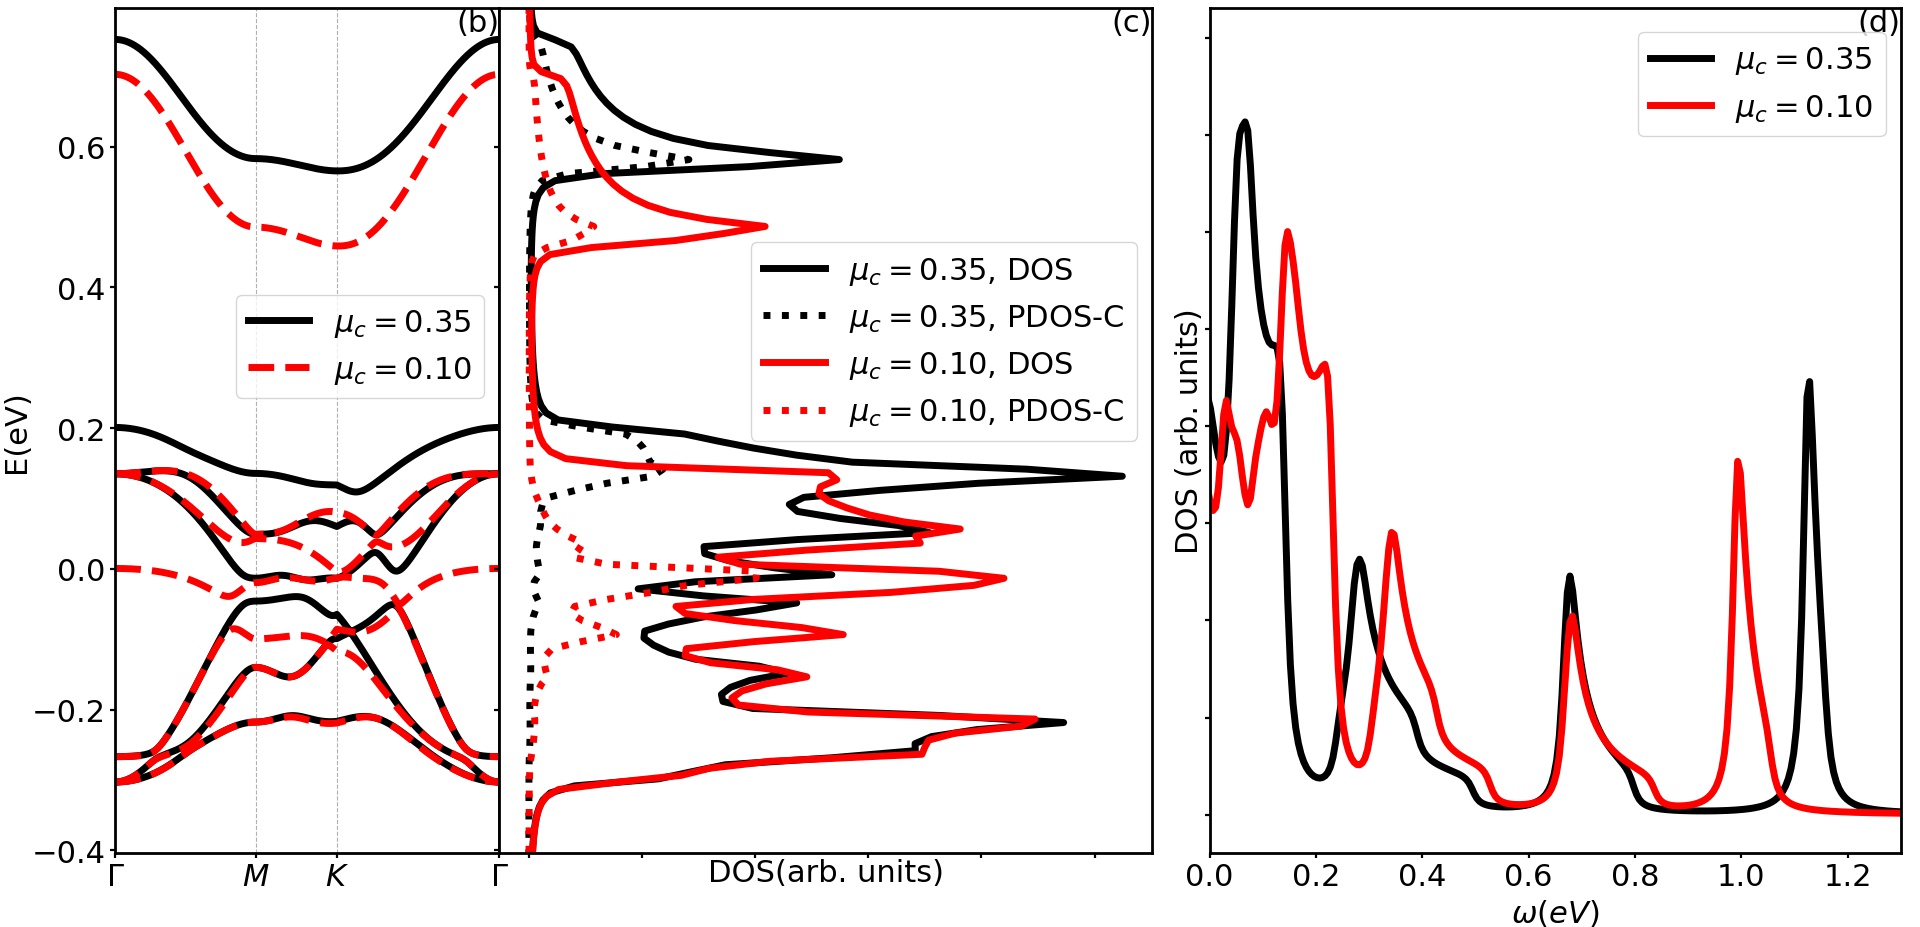 (b)
E(eV)
0.6
0.4
0.2
0.0
−0.2
−0.4
Γ
M
K
Γ
μc = 0.35
μc = 0.10
(c)
μc = 0.35, DOS
μc = 0.35, PDOS-C
μc = 0.10, DOS
μc = 0.10, PDOS-C
DOS(arb. units)
(d)
μc = 0.35
μc = 0.10
DOS (arb. units)
0.0
0.2
0.4
0.6
0.8
1.0
1.2
ω(eV)